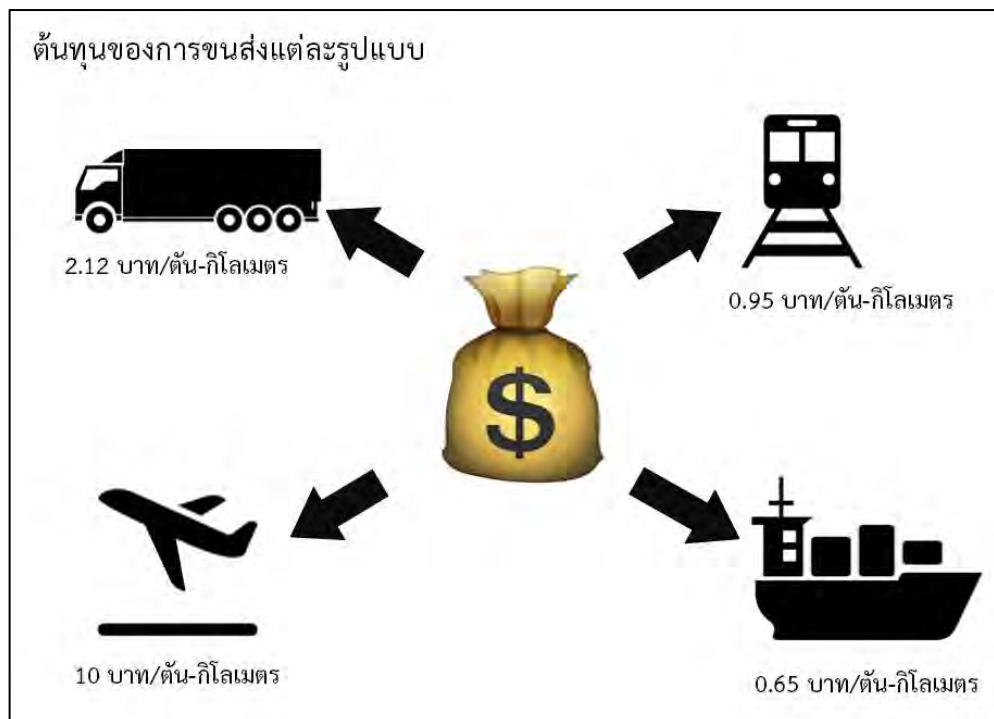 ต้นทุนของการขนส่งแต่ละรูปแบบ
2.12 บาท/ตัน-กิโลเมตร
0.95 บาท/ตัน-กิโลเมตร
$
10 บาท/ตัน-กิโลเมตร
0.65 บาท/ตัน-กิโลเมตร